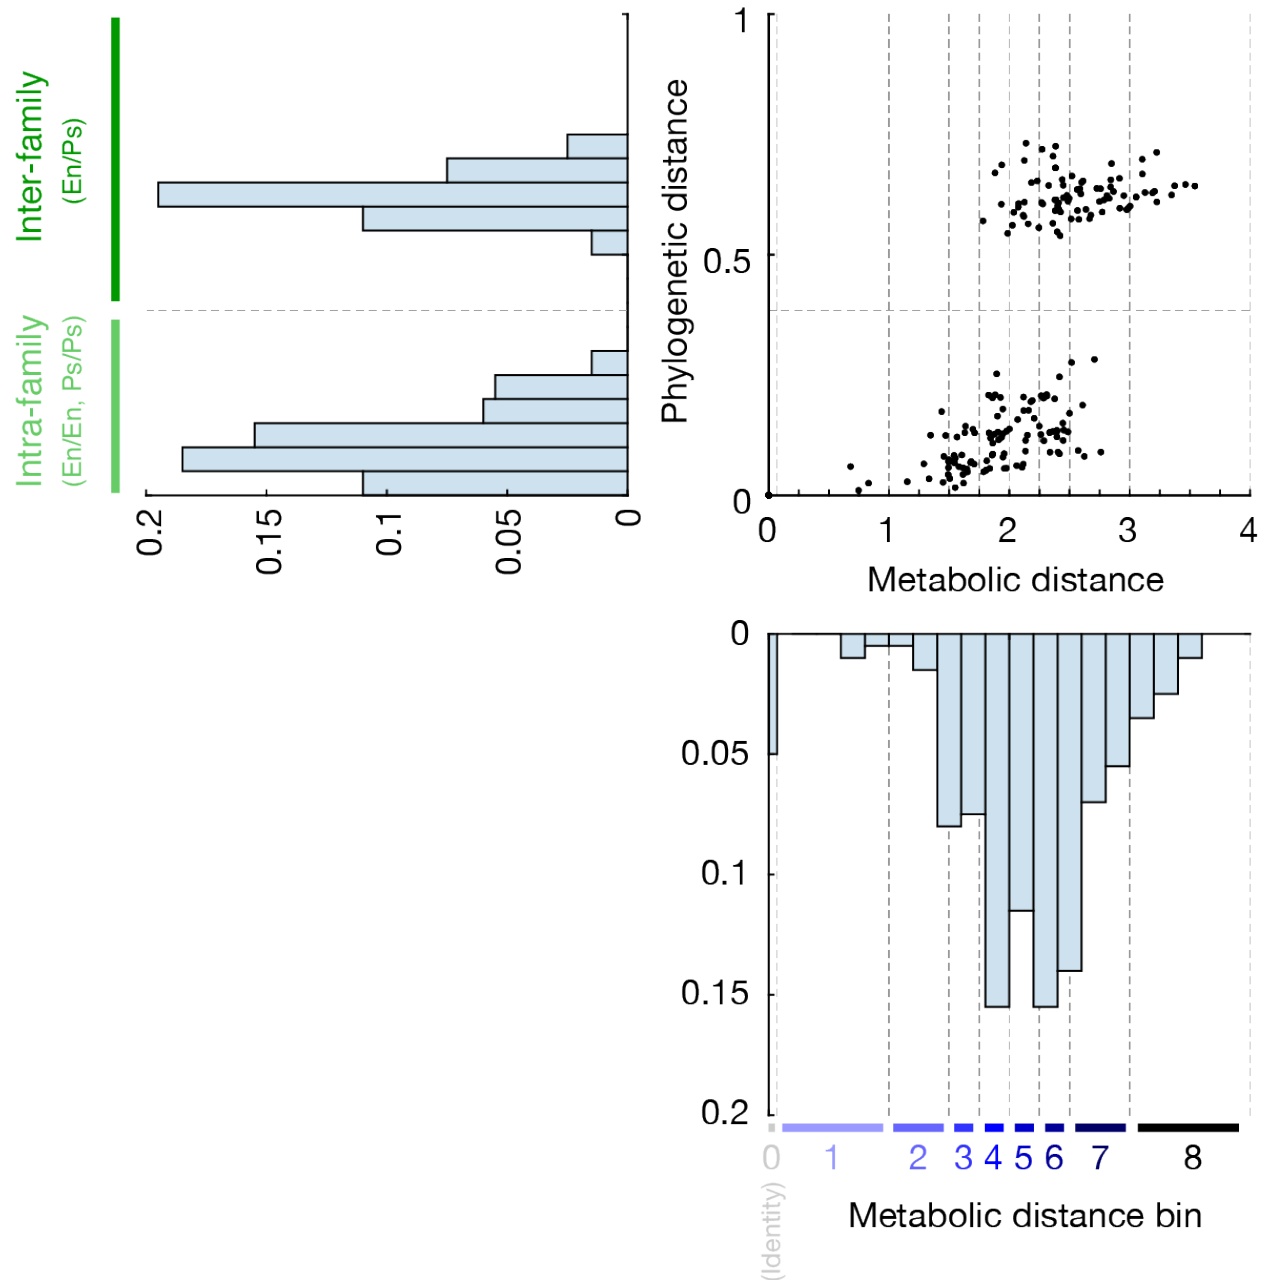 Inter-family
(En/Ps)
Intra-family
(En/En, Ps/Ps)
0.2
0.15
0.1
0.05
0
Phylogenetic distance
1
0.5
0
0
1
2
3
4
Metabolic distance
0
0.05
0.1
0.15
0.2
0 1 2 3 4 5 6 7 8
(Identity)
Metabolic distance bin